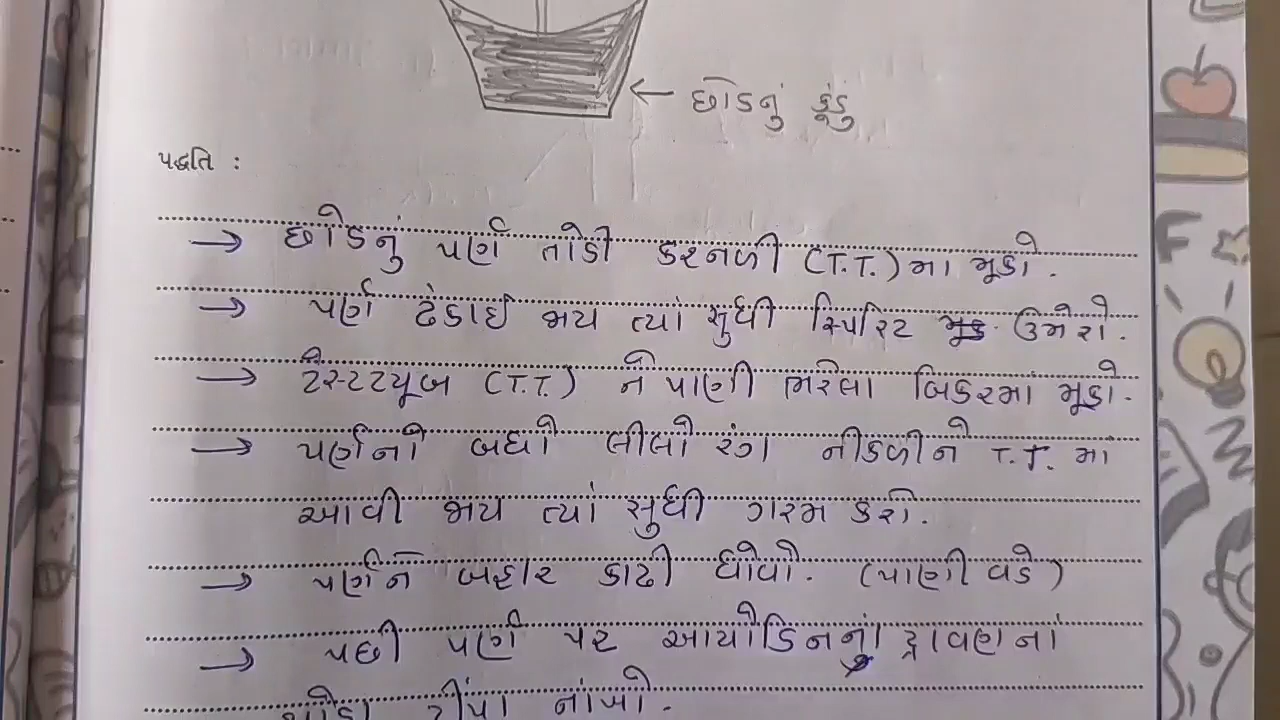 ← છોડનું કૂંડુ
પદ્ધતિ :
→ છોડનું પર્ણ તોડી કસનળી (T.T.) મા મૂકો.
→ પર્ણ ઢંકાઈ જાય ત્યાં સુધી સ્પિરિટ ઉમેરો.
→ ટેસ્ટટ્યૂબ (T.T.) ને પાણી ભરેલા બિકરમાં મૂકો.
→ પર્ણનો બધો લીલો રંગ નીકળીને T.T. માં
આવી જાય ત્યાં સુધી ગરમ કરો.
→ પર્ણને બહાર કાઢી ધોવો. (પાણી વડે)
→ પછી પર્ણ પર આયોડિનનાં દ્રાવણનાં
થોડા ટીંપા નાંખો.
F